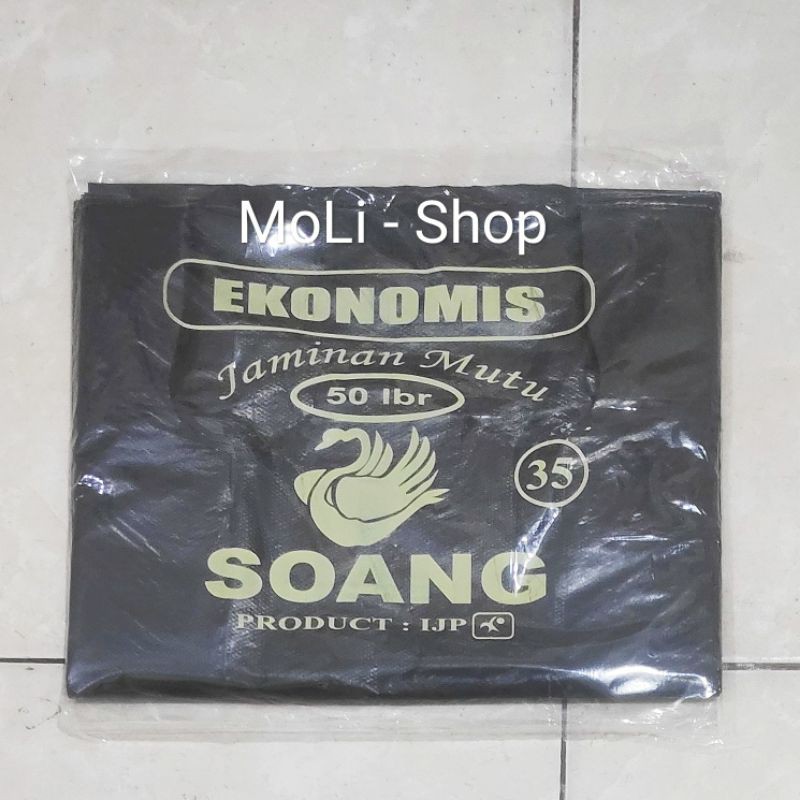 MoLi - Shop
EKONOMIS
Jaminan Mutu
50 lbr
35
SOANG
PRODUCT : IJP